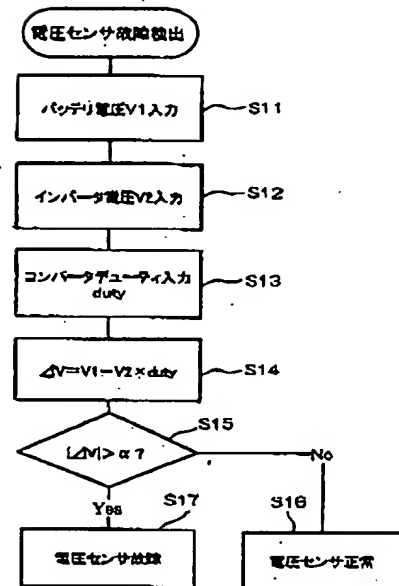 電圧センサ故障検出
バッテリ電圧V1入力
S11
インバータ電圧V2入力
S12
コンバータデューティ入力
duty
S13
ΔV=V1-V2×duty
S14
|ΔV|>α?
S15
No
Yes
S17
S16
電圧センサ故障
電圧センサ正常